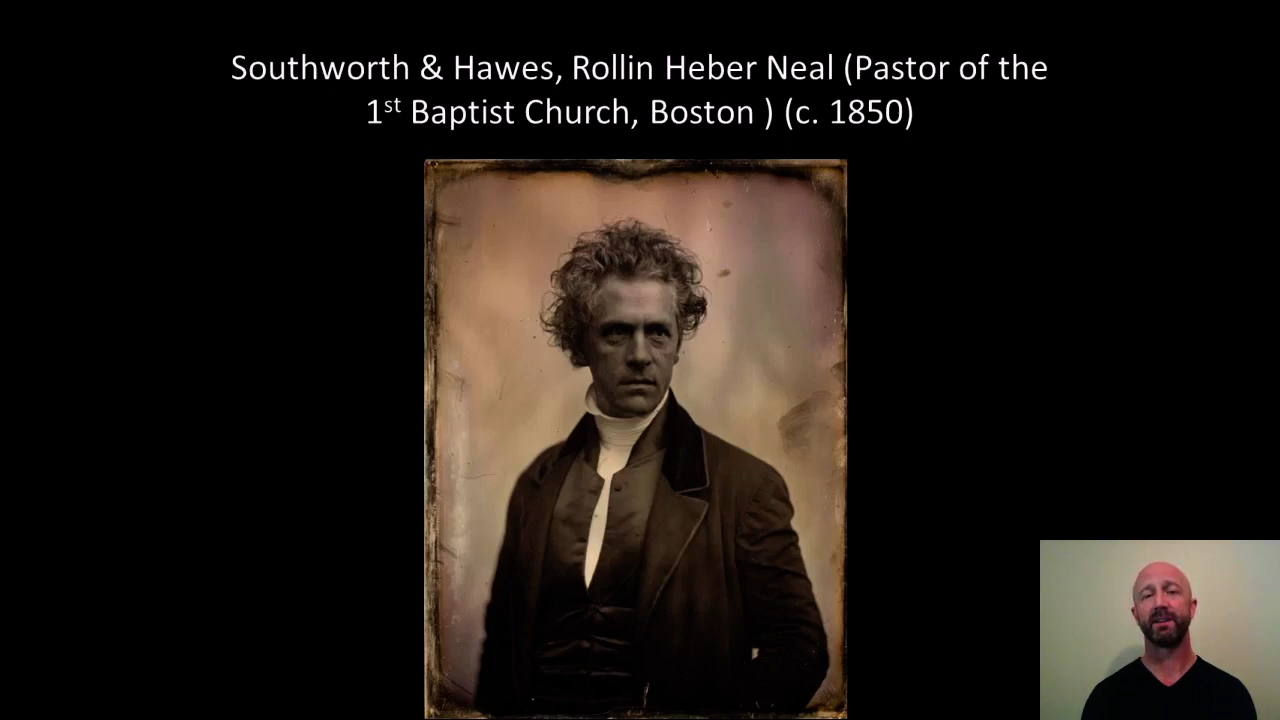 Southworth & Hawes, Rollin Heber Neal (Pastor of the
1st Baptist Church, Boston ) (c. 1850)